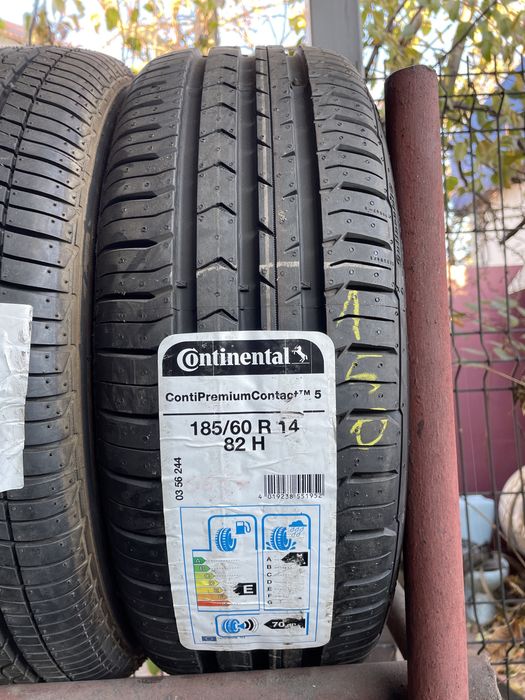 Continental
ContiPremiumContact™ 5
185/60 R 14
82 H
03 56 244
4 019238 551952
A
B
C
D
E
F
G
E
70 dB